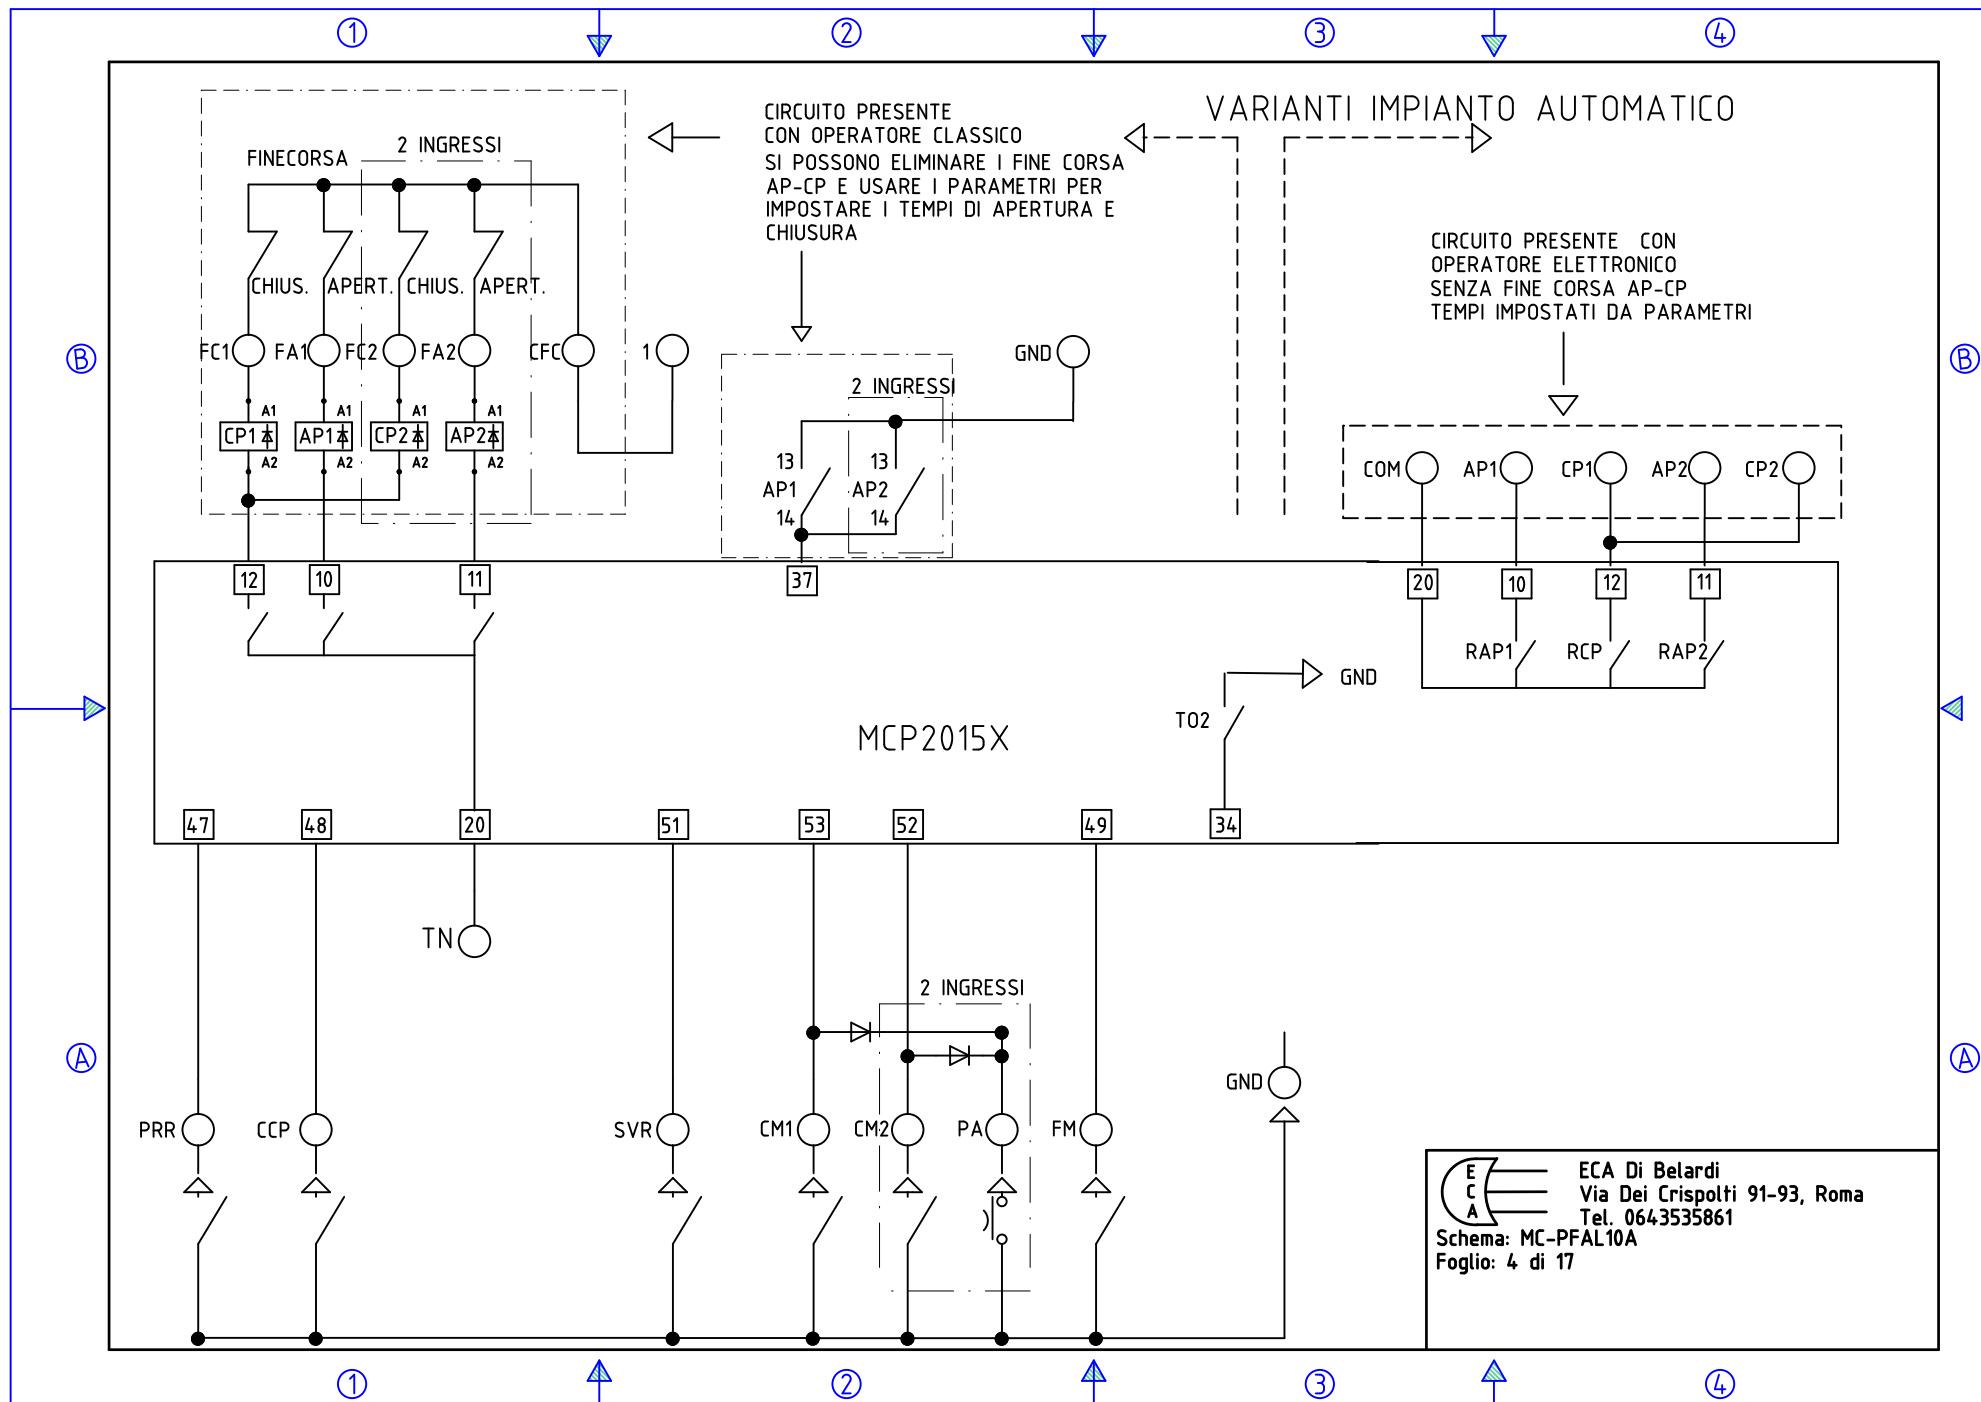 1 2 3 4
VARIANTI IMPIANTO AUTOMATICO
CIRCUITO PRESENTE
CON OPERATORE CLASSICO
SI POSSONO ELIMINARE I FINE CORSA
AP-CP E USARE I PARAMETRI PER
IMPOSTARE I TEMPI DI APERTURA E
CHIUSURA
FINECORSA
2 INGRESSI
CHIUS. APERT. CHIUS. APERT.
CIRCUITO PRESENTE CON
OPERATORE ELETTRONICO
SENZA FINE CORSA AP-CP
TEMPI IMPOSTATI DA PARAMETRI
B
FC1 FA1 FC2 FA2 CFC 1
GND
B
A1 A1 A1 A1
CP1 AP1 CP2 AP2
A2 A2 A2 A2
2 INGRESSI
13 13
AP1 AP2
14 14
COM AP1 CP1 AP2 CP2
12 10 11 37 20 10 12 11
RAP1 RCP RAP2
GND
TO2
MCP2015X
47 48 20 51 53 52 49 34
TN
2 INGRESSI
A
GND
A
PRR CCP SVR CM1 CM2 PA FM
E
C
A
ECA Di Belardi
Via Dei Crispolti 91-93, Roma
Tel. 0643535861
Schema: MC-PFAL10A
Foglio: 4 di 17
1 2 3 4